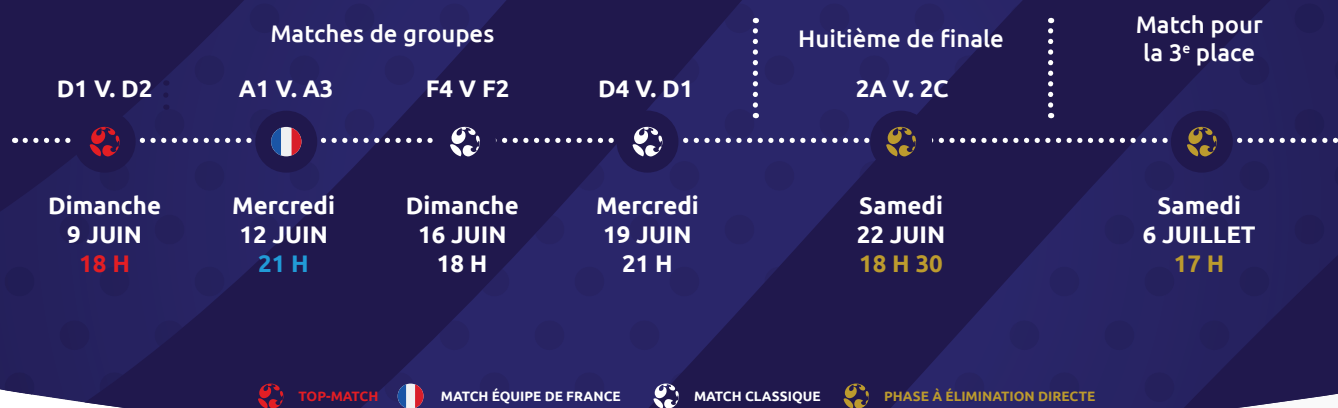 Matches de groupes
Huitième de finale
Match pour
la 3e place
D1 V. D2
A1 V. A3
F4 V F2
D4 V. D1
2A V. 2C
Dimanche
9 JUIN
18 H
Mercredi
12 JUIN
21 H
Dimanche
16 JUIN
18 H
Mercredi
19 JUIN
21 H
Samedi
22 JUIN
18 H 30
Samedi
6 JUILLET
17 H
TOP-MATCH
MATCH ÉQUIPE DE FRANCE
MATCH CLASSIQUE
PHASE À ÉLIMINATION DIRECTE